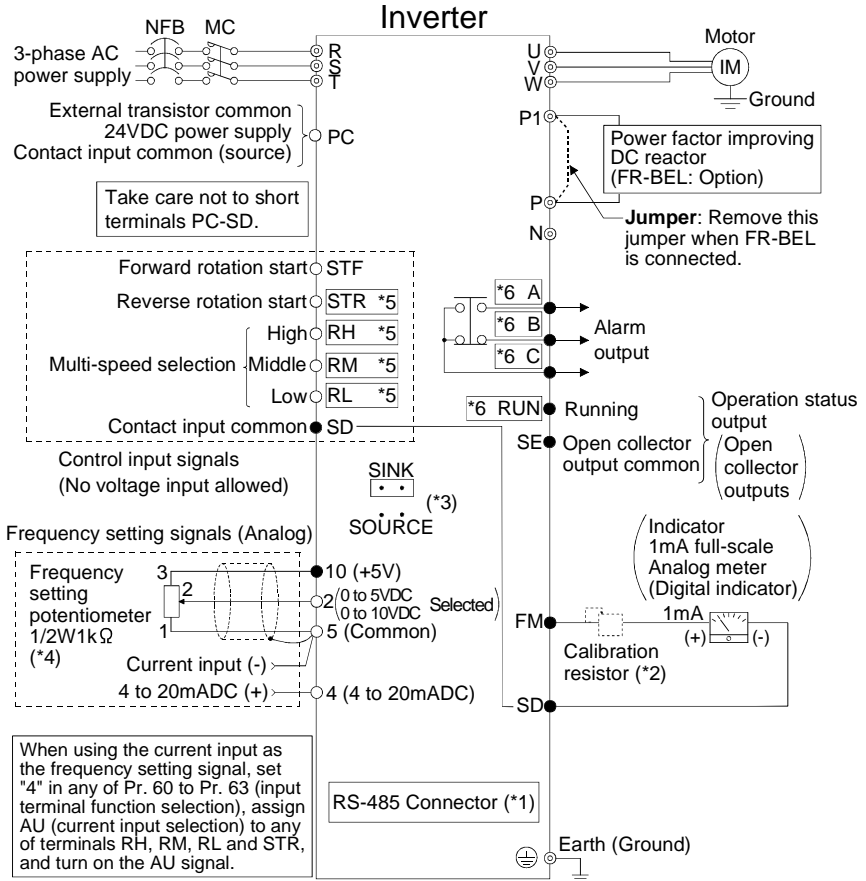 Inverter
NFB MC
3-phase AC
power supply
R
S
T
External transistor common
24VDC power supply
Contact input common (source)
PC
Take care not to short
terminals PC-SD.
Forward rotation start STF
Reverse rotation start STR *5
High RH *5
Multi-speed selection Middle RM *5
Low RL *5
Contact input common SD
Control input signals
(No voltage input allowed)
SINK
(*3)
SOURCE
Frequency setting signals (Analog)
Frequency
setting
potentiometer
1/2W1kΩ
(*4)
3
2
1
10 (+5V)
2 (0 to 5VDC
0 to 10VDC Selected)
5 (Common)
Current input (-)
4 to 20mADC (+)
4 (4 to 20mADC)
When using the current input as
the frequency setting signal, set
"4" in any of Pr. 60 to Pr. 63 (input
terminal function selection), assign
AU (current input selection) to any
of terminals RH, RM, RL and STR,
and turn on the AU signal.
RS-485 Connector (*1)
Motor
U
V
W
IM
Ground
P1
P
N
Power factor improving
DC reactor
(FR-BEL: Option)
Jumper: Remove this
jumper when FR-BEL
is connected.
*6 A
*6 B
*6 C
Alarm
output
*6 RUN Running
SE Open collector
output common
Operation status
output
(Open
collector
outputs)
(Indicator
1mA full-scale
Analog meter
(Digital indicator))
FM
1mA
(+) (-)
Calibration
resistor (*2)
SD
Earth (Ground)